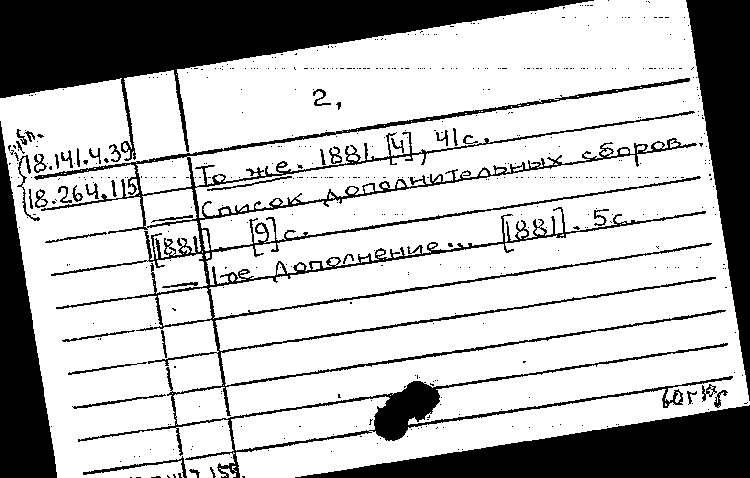 2,
18.141.4.39
18.264.115
То же. 1881. [4], 41с.
— Список дополнительных сборов.
[1881]. [9]с.
— 1-ое Дополнение... [1881]. 5с.